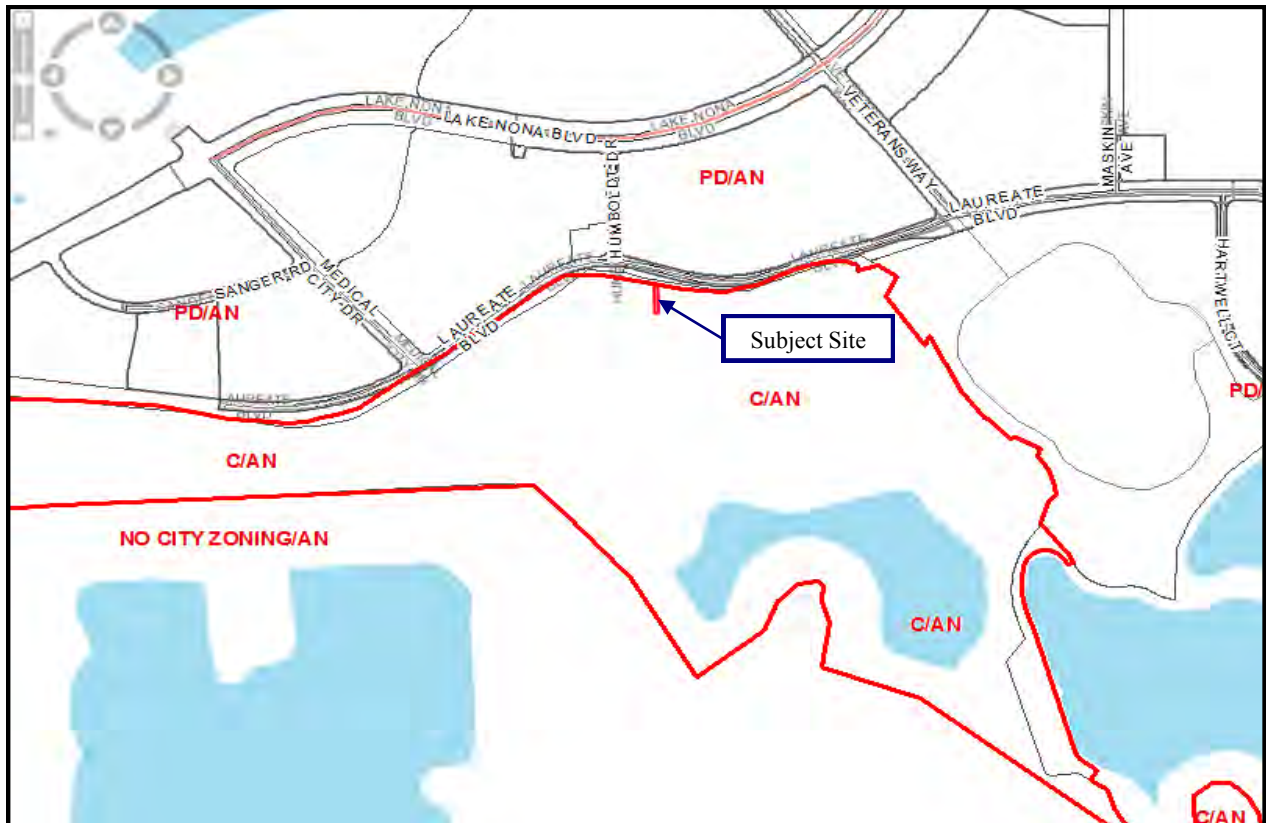 LAKE NONA
BLVD
LAKE NONA BLVD
LAKE NONA
BLVD
VETERANS WAY
MASKIN
AVE
HUMBOLDT DR
PD/AN
LAUREATE
BLVD
LAUREATE
MEDICAL
CITY DR
SANGER RD
PD/AN
LAUREATE
BLVD
LAUREATE
HARTWELL CT
Subject Site
PD/
AUREATE
BLVD
C/AN
C/AN
NO CITY ZONING/AN
C/AN
C/AN